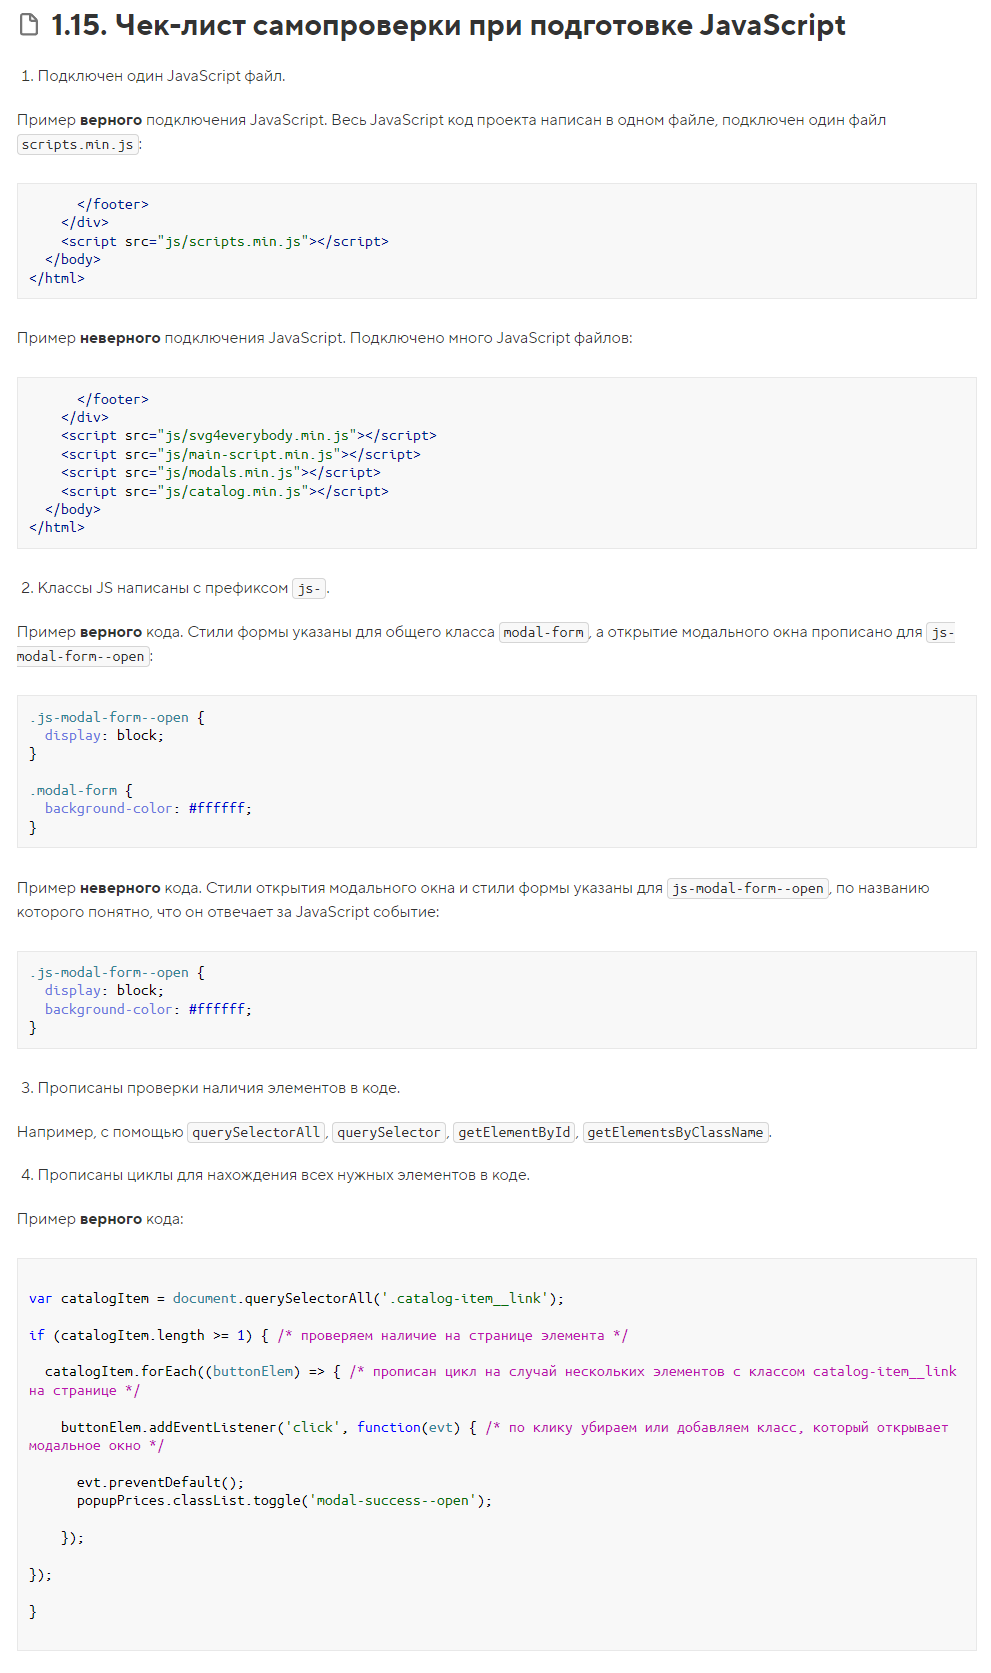 1.15. Чек-лист самопроверки при подготовке JavaScript
1. Подключен один JavaScript файл.
Пример верного подключения JavaScript. Весь JavaScript код проекта написан в одном файле, подключен один файл
scripts.min.js:
</footer>
</div>
<script src="js/scripts.min.js"></script>
</body>
</html>
Пример неверного подключения JavaScript. Подключено много JavaScript файлов:
</footer>
</div>
<script src="js/svg4everybody.min.js"></script>
<script src="js/main-script.min.js"></script>
<script src="js/modals.min.js"></script>
<script src="js/catalog.min.js"></script>
</body>
</html>
2. Классы JS написаны с префиксом js-.
Пример верного кода. Стили формы указаны для общего класса modal-form, а открытие модального окна прописано для js-
modal-form--open:
.js-modal-form--open {
display: block;
}
.modal-form {
background-color: #ffffff;
}
Пример неверного кода. Стили открытия модального окна и стили формы указаны для js-modal-form--open, по названию
которого понятно, что он отвечает за JavaScript событие:
.js-modal-form--open {
display: block;
background-color: #ffffff;
}
3. Прописаны проверки наличия элементов в коде.
Например, с помощью querySelectorAll, querySelector, getElementById, getElementsByClassName.
4. Прописаны циклы для нахождения всех нужных элементов в коде.
Пример верного кода:
var catalogItem = document.querySelectorAll('.catalog-item__link');
if (catalogItem.length >= 1) { /* проверяем наличие на странице элемента */
catalogItem.forEach((buttonElem) => { /* прописан цикл на случай нескольких элементов с классом catalog-item__link
на странице */
buttonElem.addEventListener('click', function(evt) { /* по клику убираем или добавляем класс, который открывает
модальное окно */
evt.preventDefault();
popupPrices.classList.toggle('modal-success--open');
});
});
}